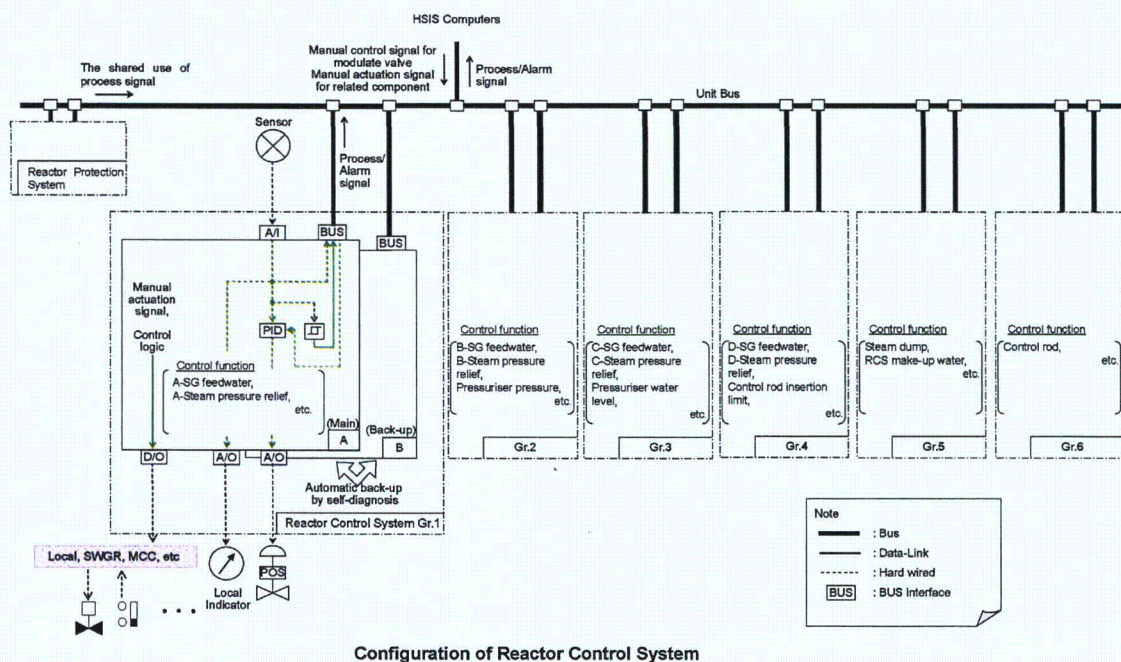 HSIS Computers
Manual control signal for
modulate valve
Manual actuation signal
for related component
Process/Alarm
signal
The shared use of
process signal
Unit Bus
Sensor
Process/
Alarm
signal
Reactor Protection
System
A/I
BUS
BUS
Manual
actuation
signal,
Control
logic
PID
Control function
A-SG feedwater,
A-Steam pressure relief,
etc.
(Main)
A
(Back-up)
B
D/O
A/O
A/O
Automatic back-up
by self-diagnosis
Reactor Control System Gr.1
Control function
B-SG feedwater,
B-Steam pressure
relief,
Pressuriser pressure,
etc.
Gr.2
Control function
C-SG feedwater,
C-Steam pressure
relief,
Pressuriser water
level,
etc.
Gr.3
Control function
D-SG feedwater,
D-Steam pressure
relief,
Control rod insertion
limit,
etc.
Gr.4
Control function
Steam dump,
RCS make-up water,
etc.
Gr.5
Control function
Control rod,
etc.
Gr.6
Local, SWGR, MCC, etc
Local
Indicator
POS
Note
: Bus
: Data-Link
: Hard wired
BUS : BUS interface
Configuration of Reactor Control System